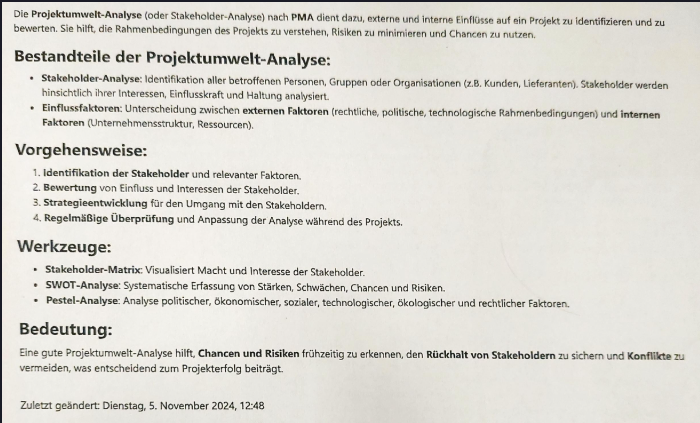 Die Projektumwelt-Analyse (oder Stakeholder-Analyse) nach PMA dient dazu, externe und interne Einflüsse auf ein Projekt zu identifizieren und zu
bewerten. Sie hilft, die Rahmenbedingungen des Projekts zu verstehen, Risiken zu minimieren und Chancen zu nutzen.
Bestandteile der Projektumwelt-Analyse:
• Stakeholder-Analyse: Identifikation aller betroffenen Personen, Gruppen oder Organisationen (z.B. Kunden, Lieferanten). Stakeholder werden
hinsichtlich ihrer Interessen, Einflusskraft und Haltung analysiert.
• Einflussfaktoren: Unterscheidung zwischen externen Faktoren (rechtliche, politische, technologische Rahmenbedingungen) und internen
Faktoren (Unternehmensstruktur, Ressourcen).
Vorgehensweise:
1. Identifikation der Stakeholder und relevanter Faktoren.
2. Bewertung von Einfluss und Interessen der Stakeholder.
3. Strategieentwicklung für den Umgang mit den Stakeholdern.
4. Regelmäßige Überprüfung und Anpassung der Analyse während des Projekts.
Werkzeuge:
• Stakeholder-Matrix: Visualisiert Macht und Interesse der Stakeholder.
• SWOT-Analyse: Systematische Erfassung von Stärken, Schwächen, Chancen und Risiken.
• Pestel-Analyse: Analyse politischer, ökonomischer, sozialer, technologischer, ökologischer und rechtlicher Faktoren.
Bedeutung:
Eine gute Projektumwelt-Analyse hilft, Chancen und Risiken frühzeitig zu erkennen, den Rückhalt von Stakeholdern zu sichern und Konflikte zu
vermeiden, was entscheidend zum Projekterfolg beiträgt.
Zuletzt geändert: Dienstag, 5. November 2024, 12:48